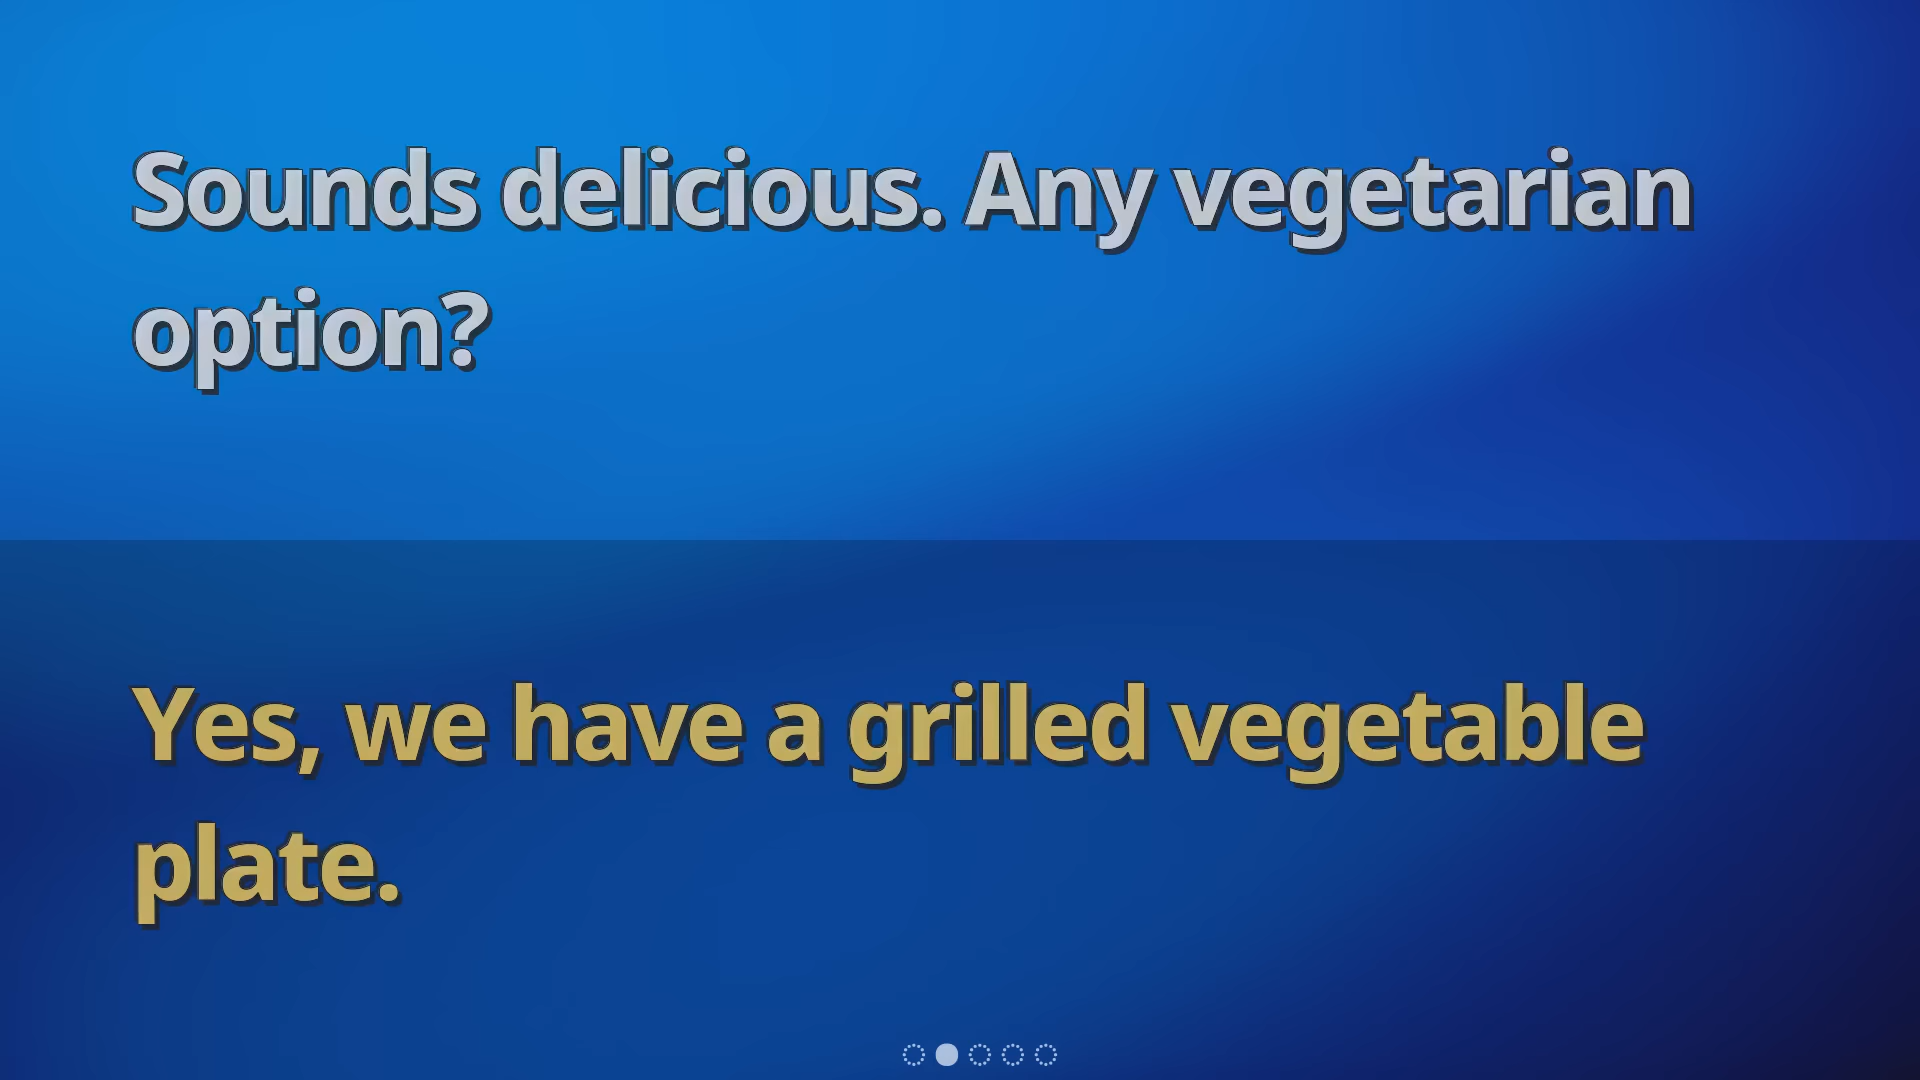 Sounds delicious. Any vegetarian
option?
Yes, we have a grilled vegetable
plate.